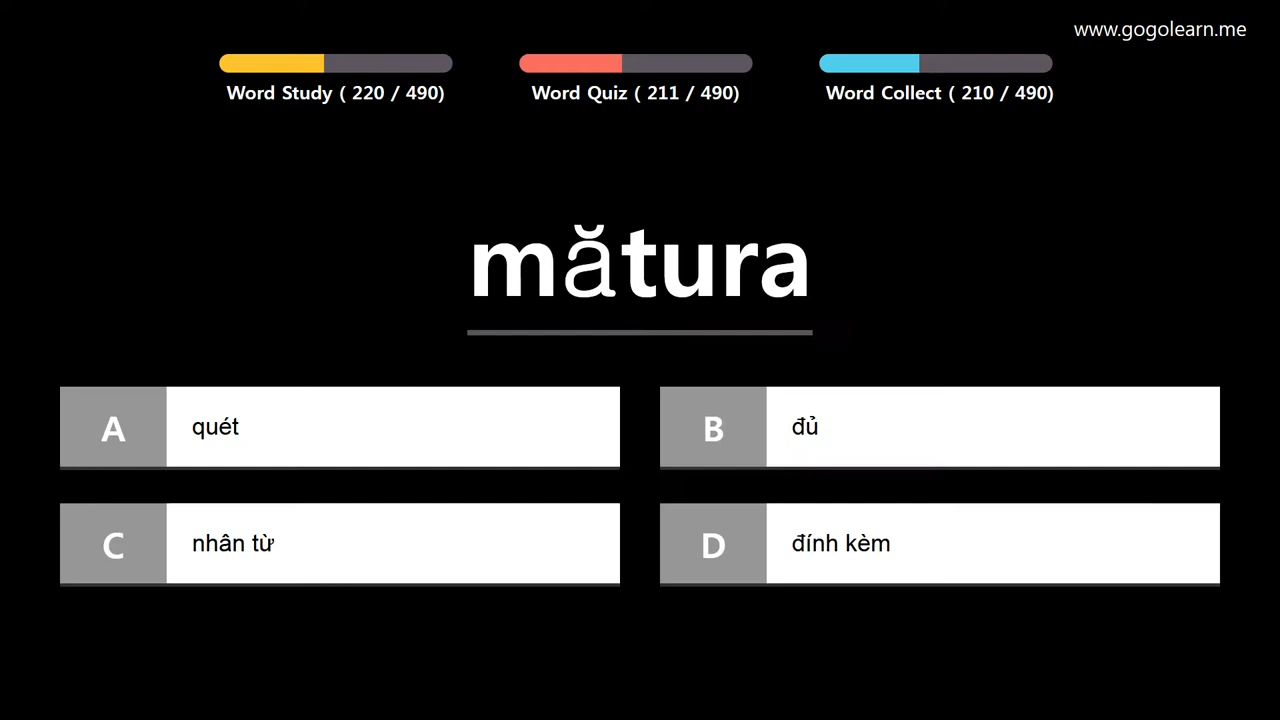 www.gogolearn.me
Word Study ( 220 / 490)
Word Quiz ( 211 / 490)
Word Collect ( 210 / 490)
mătura
A quét
B đủ
C nhân từ
D đính kèm